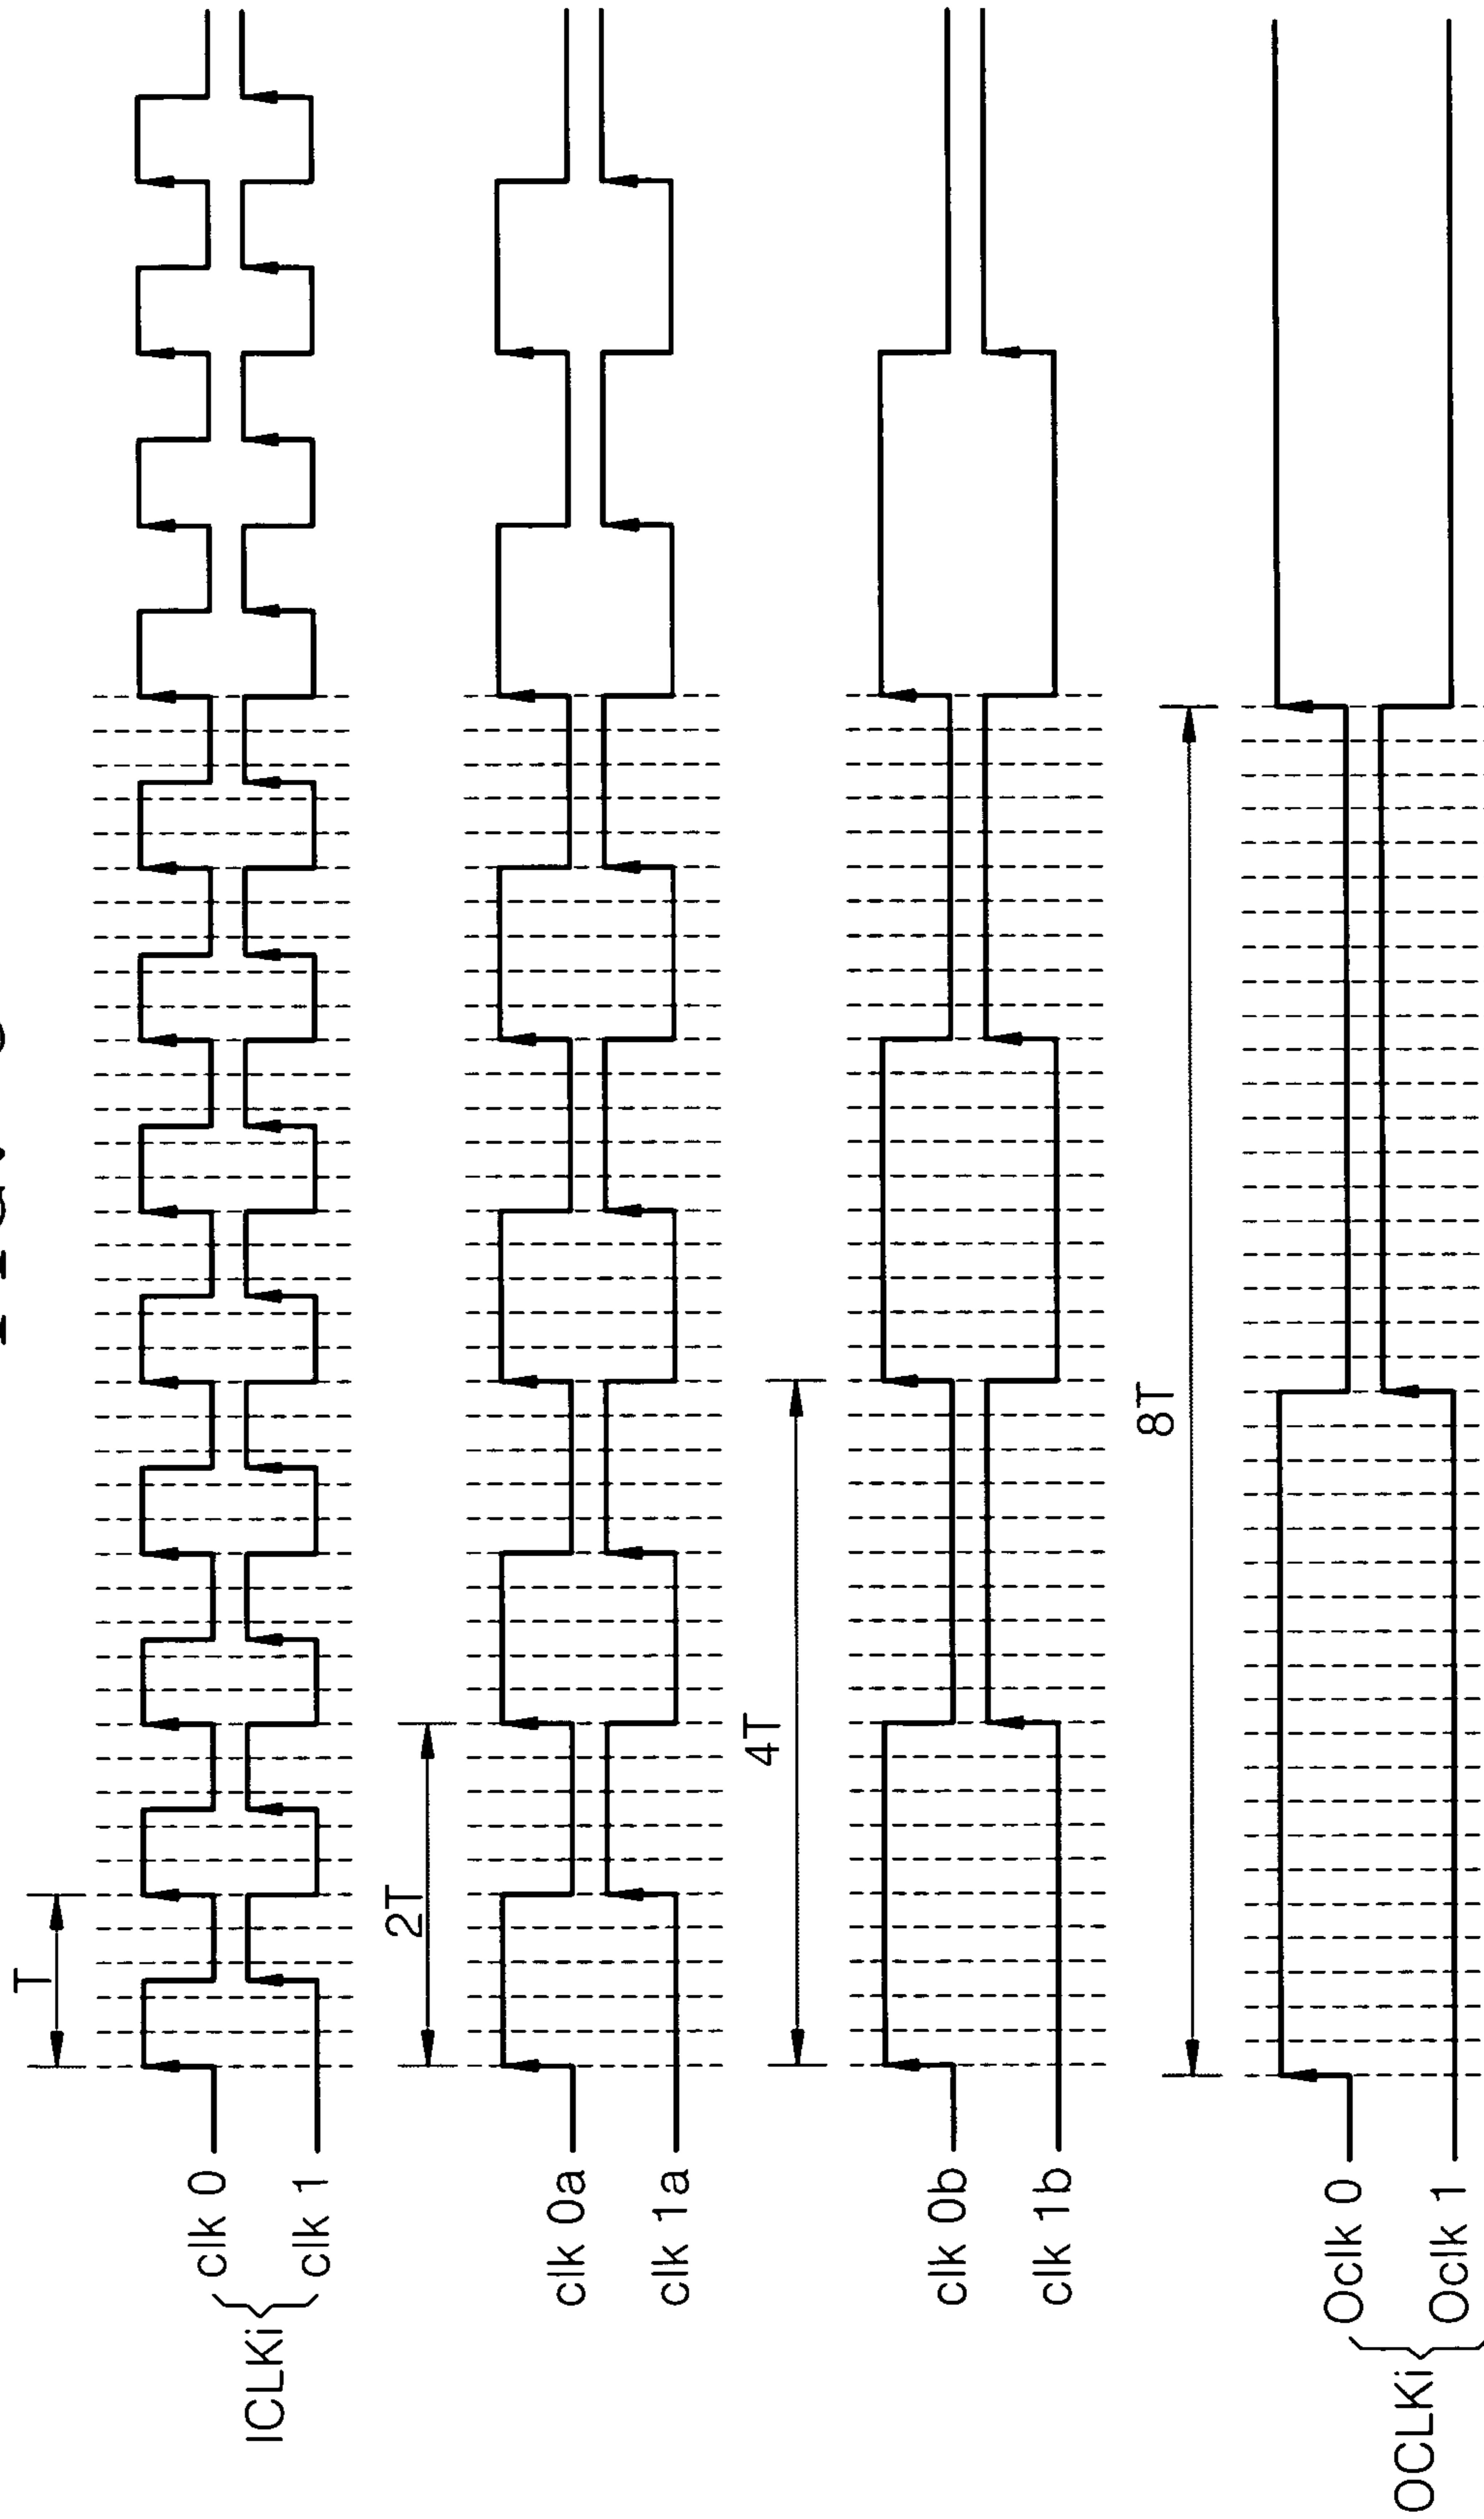 T
ICLKi
clk 0
clk 1
2T
clk 0a
clk 1a
4T
clk 0b
clk 1b
8T
OCLKi
Oclk 0
Oclk 1